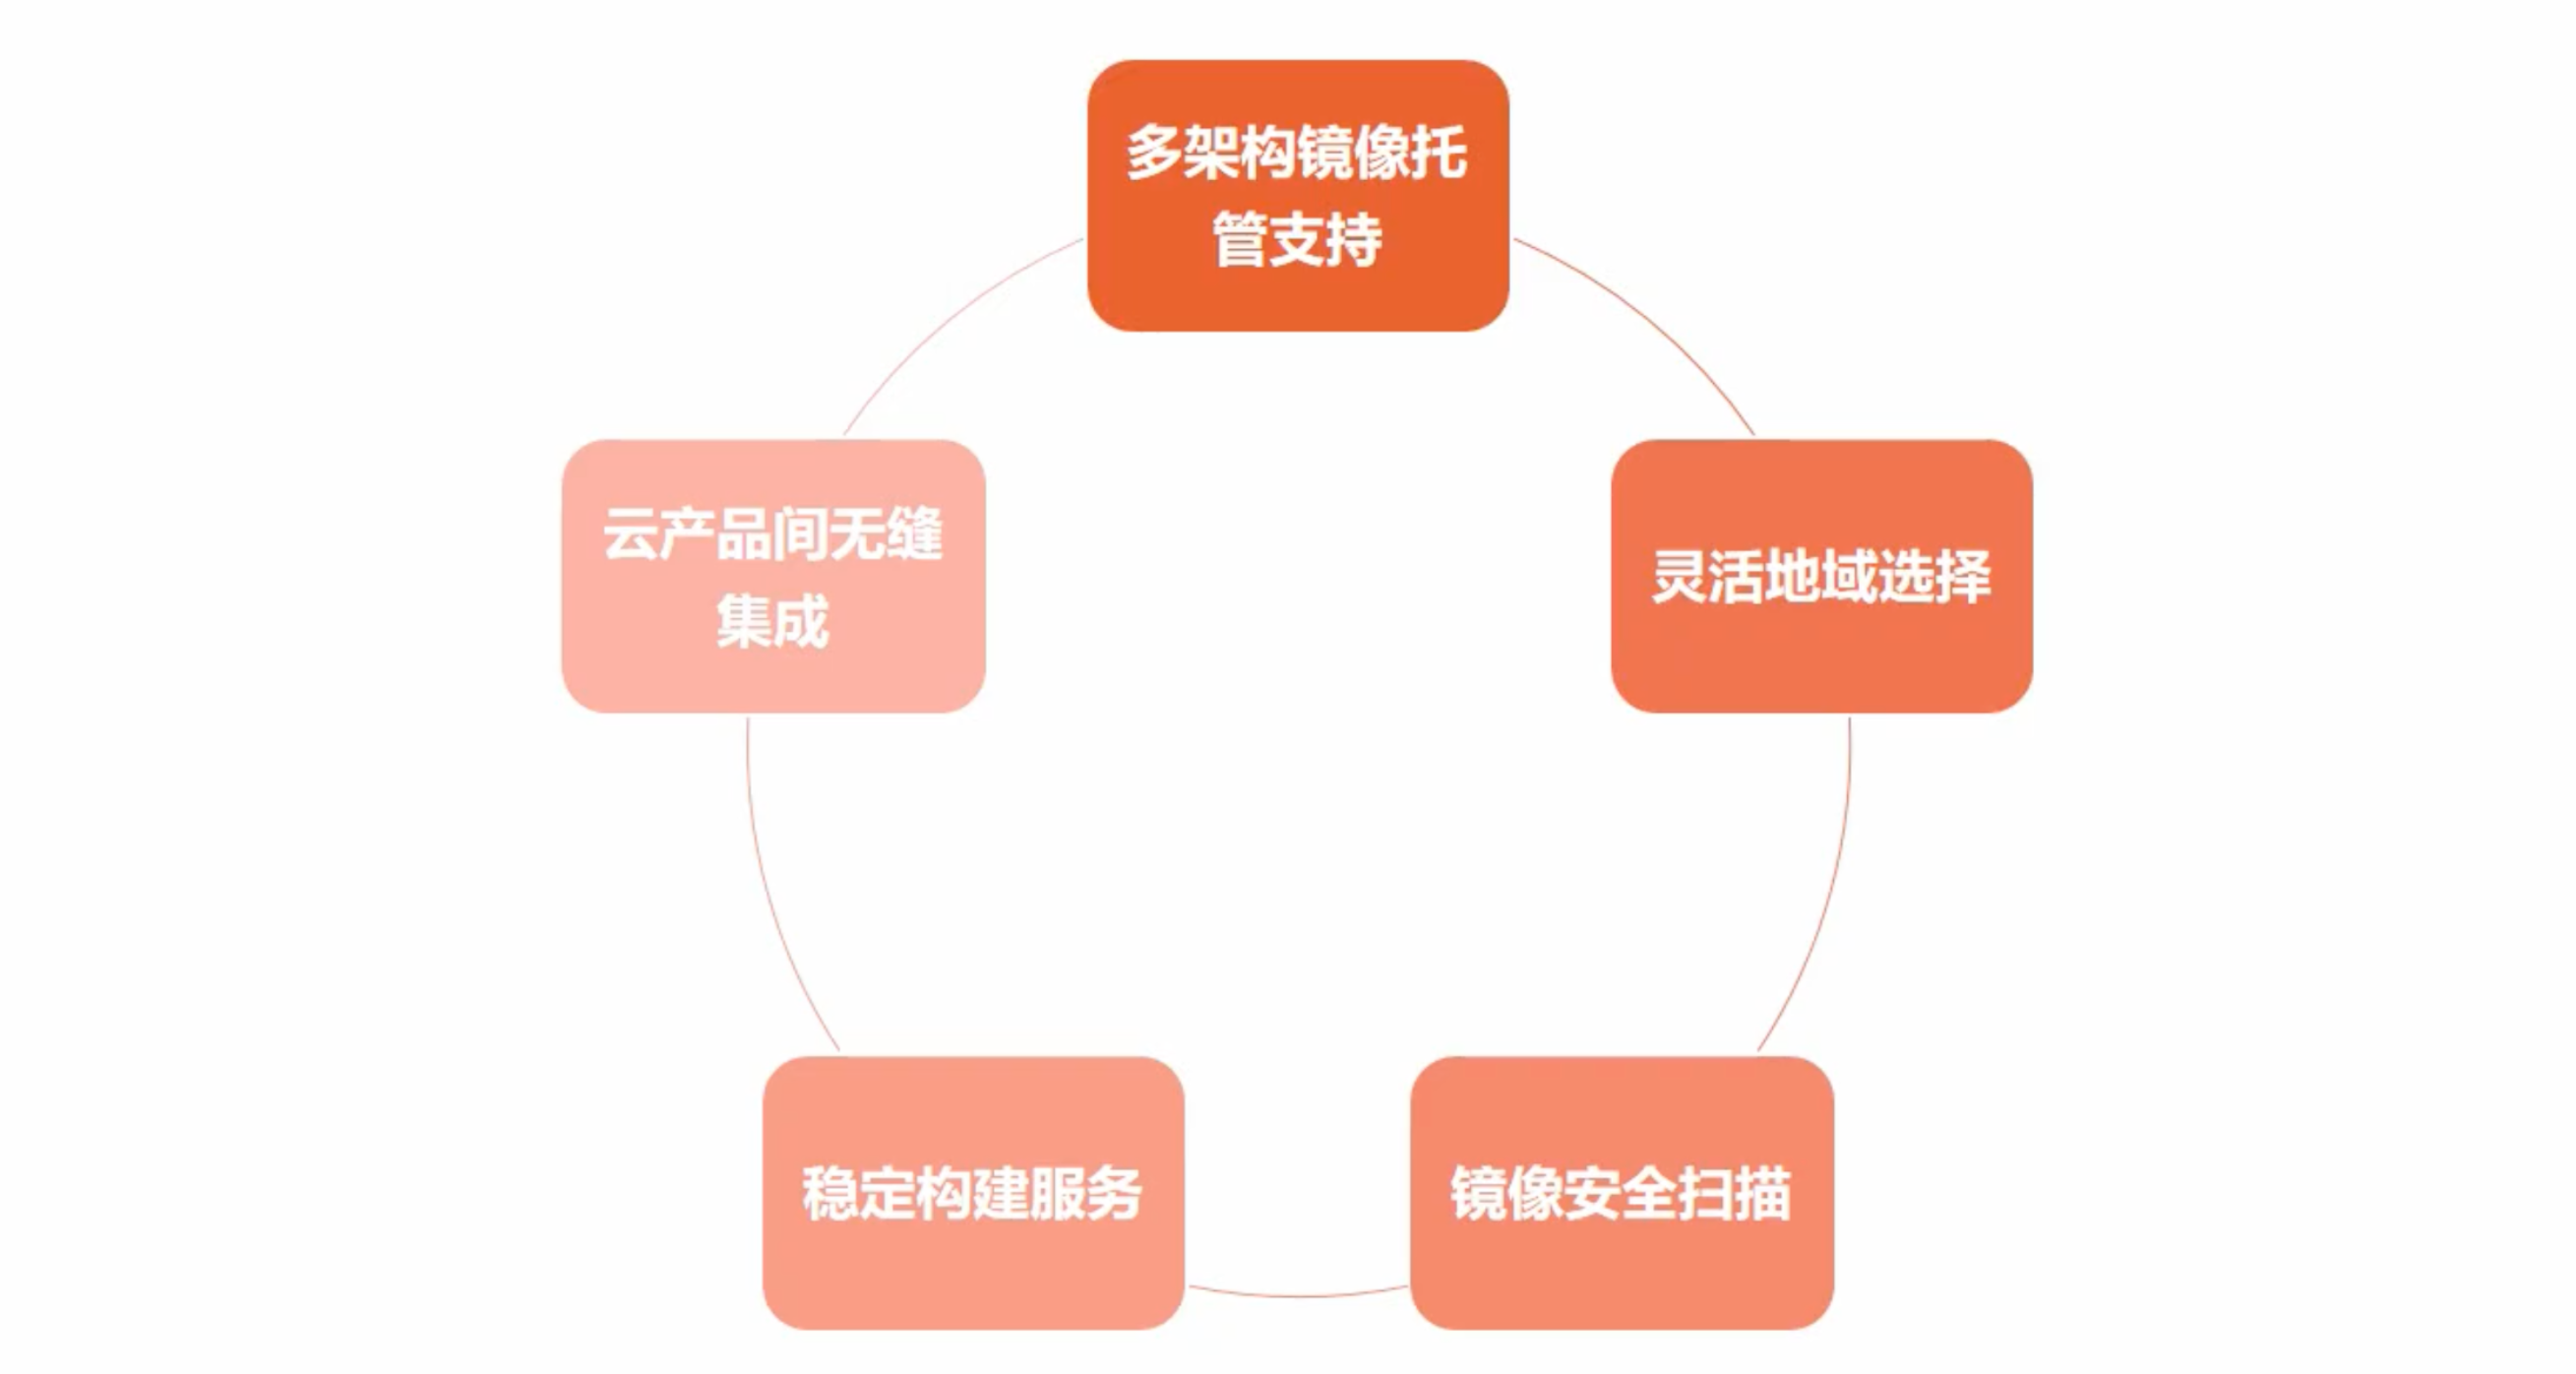 多架构镜像托
管支持
云产品间无缝
集成
灵活地域选择
稳定构建服务
镜像安全扫描